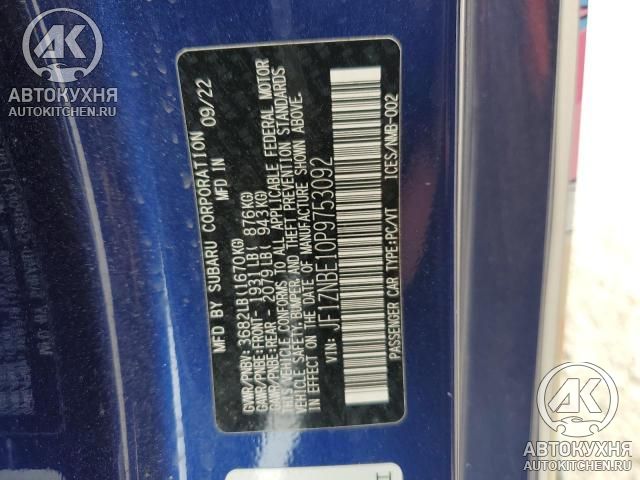 MFD BY SUBARU CORPORATION MFD IN 09/22
GVWR/PNBV: 3682LB(1670KG)
GAWR/PNBE:FRONT- 1931LB( 876KG)
GAWR/PNBE:REAR - 2079LB( 943KG)
THIS VEHICLE CONFORMS TO ALL APPLICABLE FEDERAL MOTOR
VEHICLE SAFETY,BUMPER,AND THEFT PREVENTION STANDARDS
IN EFFECT ON THE DATE OF MANUFACTURE SHOWN ABOVE.
VIN: JF1ZNBE10P9753092
PASSENGER CAR TYPE:PC/VT ICES/NMB-002
АК
АВТОКУХНЯ
AUTOKITCHEN.RU
АК
АВТОКУХНЯ
AUTOKITCHEN.RU